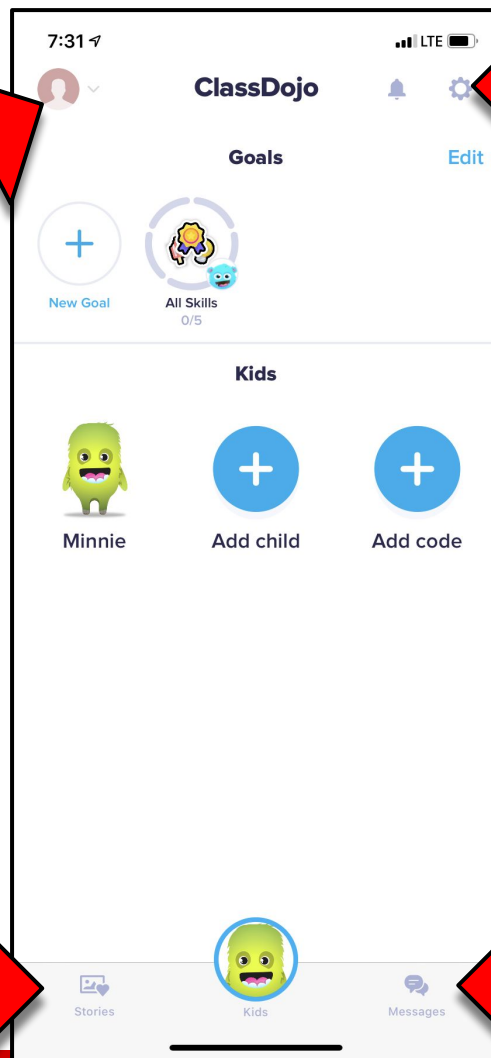 7:31 LTE
ClassDojo
Goals Edit
New Goal All Skills
0/5
Kids
Minnie Add child Add code
Stories Kids Messages